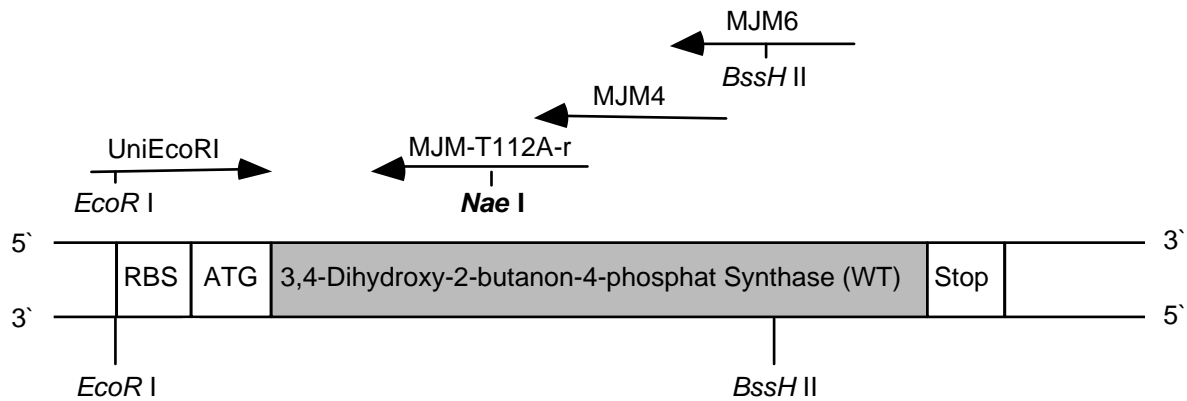 MJM6
BssH II
MJM4
UniEcoRI
MJM-T112A-r
EcoR I
Nae I
5` 3`
RBS ATG 3,4-Dihydroxy-2-butanon-4-phosphat Synthase (WT) Stop
3` 5`
EcoR I BssH II